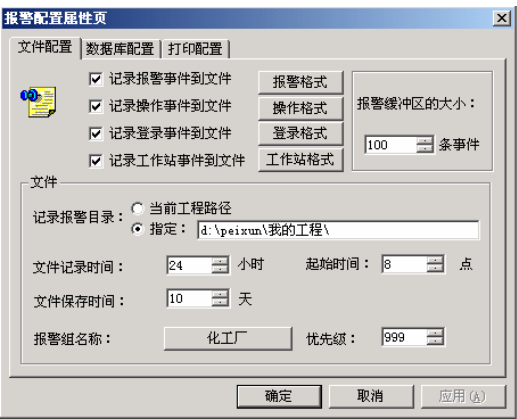 报警配置属性页
文件配置 数据库配置 打印配置
记录报警事件到文件 报警格式
记录操作事件到文件 操作格式
记录登录事件到文件 登录格式
记录工作站事件到文件 工作站格式
报警缓冲区的大小：
100 条事件
文件
记录报警目录： 当前工程路径
指定： d:\peixun\我的工程\
文件记录时间： 24 小时 起始时间： 8 点
文件保存时间： 10 天
报警组名称： 化工厂 优先级： 999
确定 取消 应用(A)